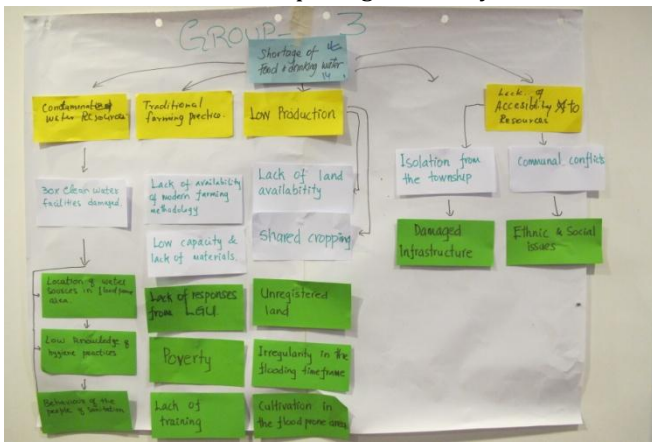 GROUP- 3
Shortage of
food & drinking water
Contaminated
water Resources
Traditional
farming practice.
Low Production
Lack of
Accessibility to
Resources
30x clean water
facilities damaged.
Lack of availability
of modern farming
methodology
Lack of land
availability
Isolation from
the township
Communal conflicts
Low capacity &
lack of materials.
Shared cropping
Damaged
Infrastructure
Ethnic & Social
issues
Location of water
sources in flood prone
area.
Lack of responses
from LGU.
Unregistered
land
Low knowledge of
hygiene practices
Poverty
Irregularity in the
flooding timeframe
Behaviour of the
people of sanitation
Lack of
training
Cultivation in
the flood prone area